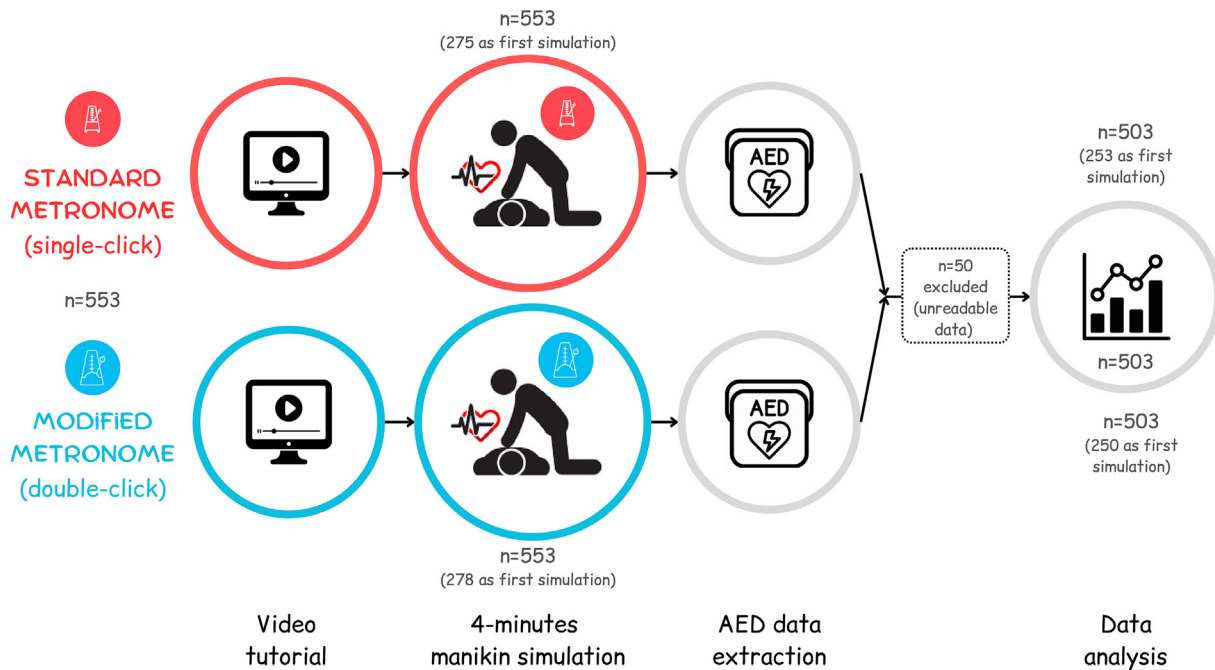 n=553
(275 as first simulation)
STANDARD
METRONOME
(single-click)
AED
n=503
(253 as first
simulation)
n=553
n=50
excluded
(unreadable
data)
n=503
MODiFiED
METRONOME
(double-click)
AED
n=503
(250 as first
simulation)
n=553
(278 as first simulation)
Video
tutorial
4-minutes
manikin simulation
AED data
extraction
Data
analysis